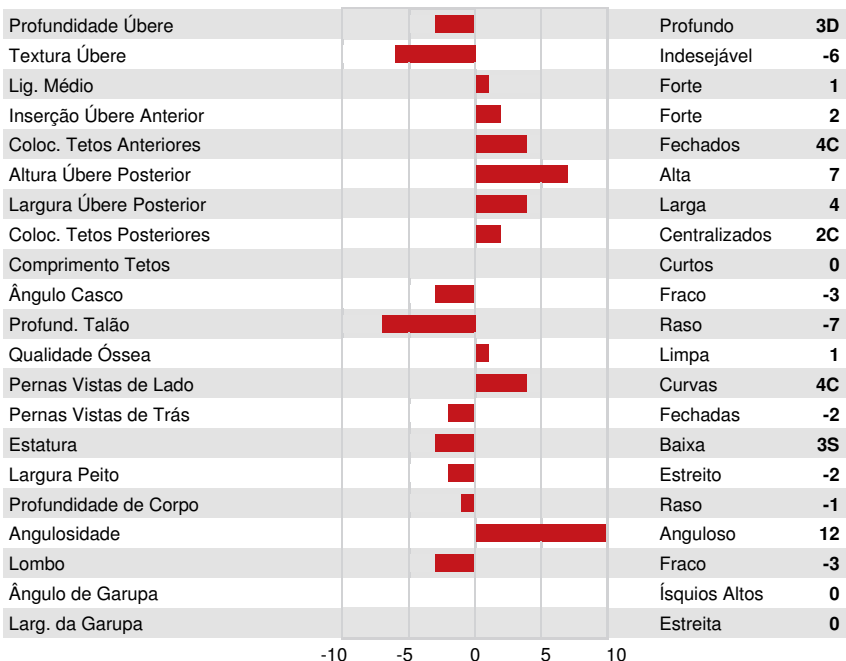 Profundidade Úbere Profundo 3D
Textura Úbere Indesejável -6
Lig. Médio Forte 1
Inserção Úbere Anterior Forte 2
Coloc. Tetos Anteriores Fechados 4C
Altura Úbere Posterior Alta 7
Largura Úbere Posterior Larga 4
Coloc. Tetos Posteriores Centralizados 2C
Comprimento Tetos Curtos 0
Ângulo Casco Fraco -3
Profund. Talão Raso -7
Qualidade Óssea Limpa 1
Pernas Vistas de Lado Curvas 4C
Pernas Vistas de Trás Fechadas -2
Estatura Baixa 3S
Largura Peito Estreito -2
Profundidade de Corpo Raso -1
Angulosidade Anguloso 12
Lombo Fraco -3
Ângulo de Garupa Ísquios Altos 0
Larg. da Garupa Estreita 0
-10 -5 0 5 10